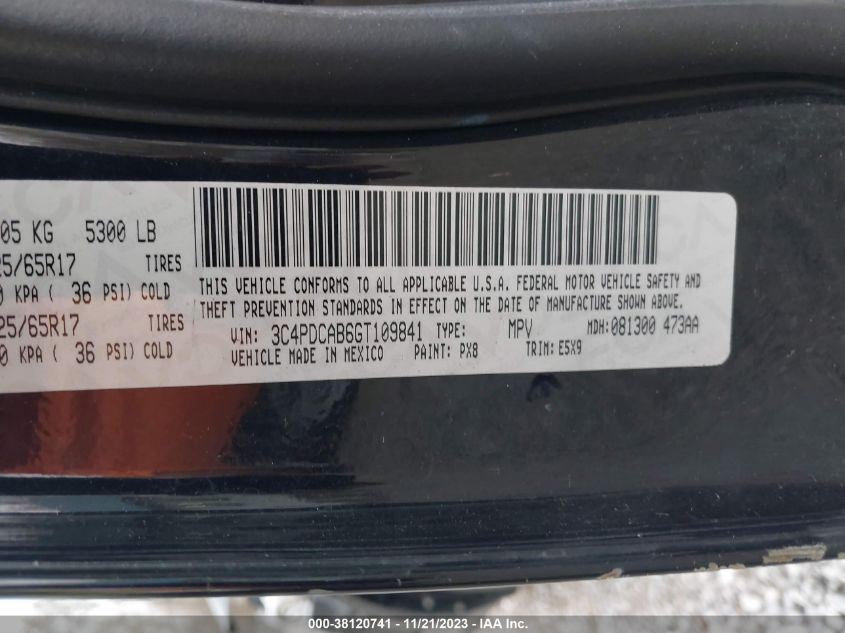 05 KG 5300 LB
25/65R17 TIRES
0 KPA ( 36 PSI) COLD
25/65R17 TIRES
0 KPA ( 36 PSI) COLD
THIS VEHICLE CONFORMS TO ALL APPLICABLE U.S.A. FEDERAL MOTOR VEHICLE SAFETY AND
THEFT PREVENTION STANDARDS IN EFFECT ON THE DATE OF MANUFACTURE SHOWN ABOVE.
VIN: 3C4PDCAB6GT109841 TYPE: MPV MDH: 081300 473AA
VEHICLE MADE IN MEXICO PAINT: PX8 TRIM: E5X9
000-38120741 - 11/21/2023 - IAA Inc.